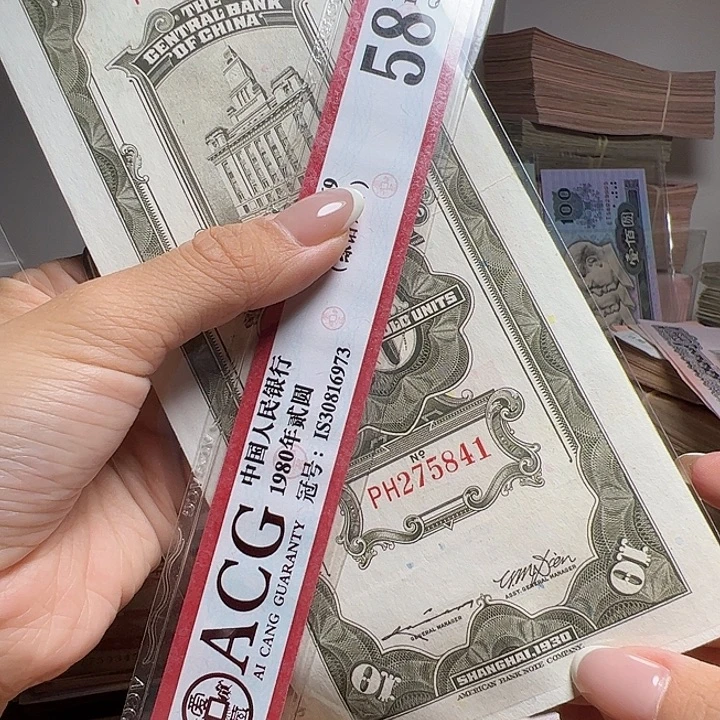 THE
CENTRAL BANK
OF CHINA
58
中国人民银行
1980年贰圆
冠号：IS30816973
ACG
AI CANG GUARANTY
UNITS
Nº
PH275841
ASST. GENERAL MANAGER
GENERAL MANAGER
10
10
SHANGHAI, 1930
AMERICAN BANK NOTE COMPANY.
100
壹佰圆